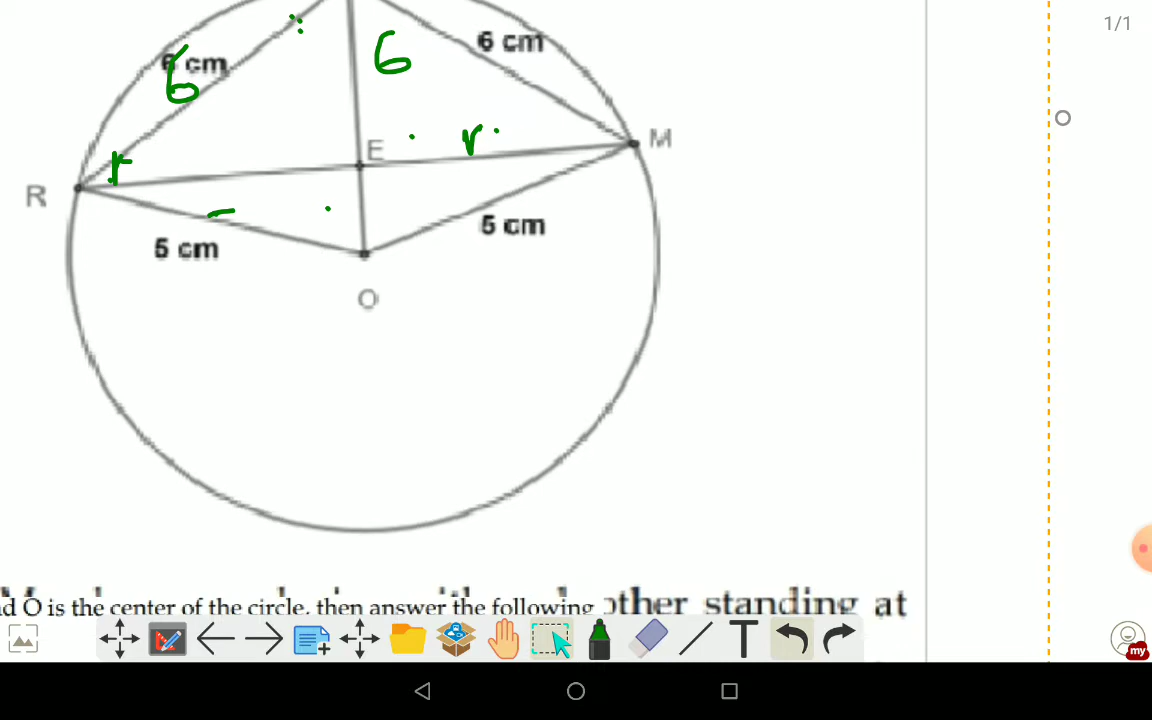 1/1
6 cm
6
6 cm
6
E
r
M
r
R
5 cm
5 cm
O
nd O is the center of the circle, then answer the following other standing at
T
my